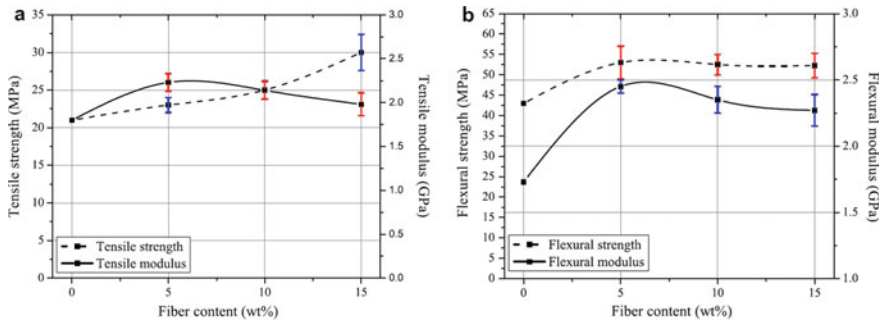 a
35
30
25
20
15
10
5
0
Tensile strength (MPa)
3.0
2.5
2.0
1.5
1.0
0.5
0.0
Tensile modulus (GPa)
Tensile strength
Tensile modulus
0 5 10 15
Fiber content (wt%)
b
65
60
55
50
45
40
35
30
25
20
15
10
5
0
Flexural strength (MPa)
3.0
2.5
2.0
1.5
1.0
Flexural modulus (GPa)
Flexural strength
Flexural modulus
0 5 10 15
Fiber content (wt%)